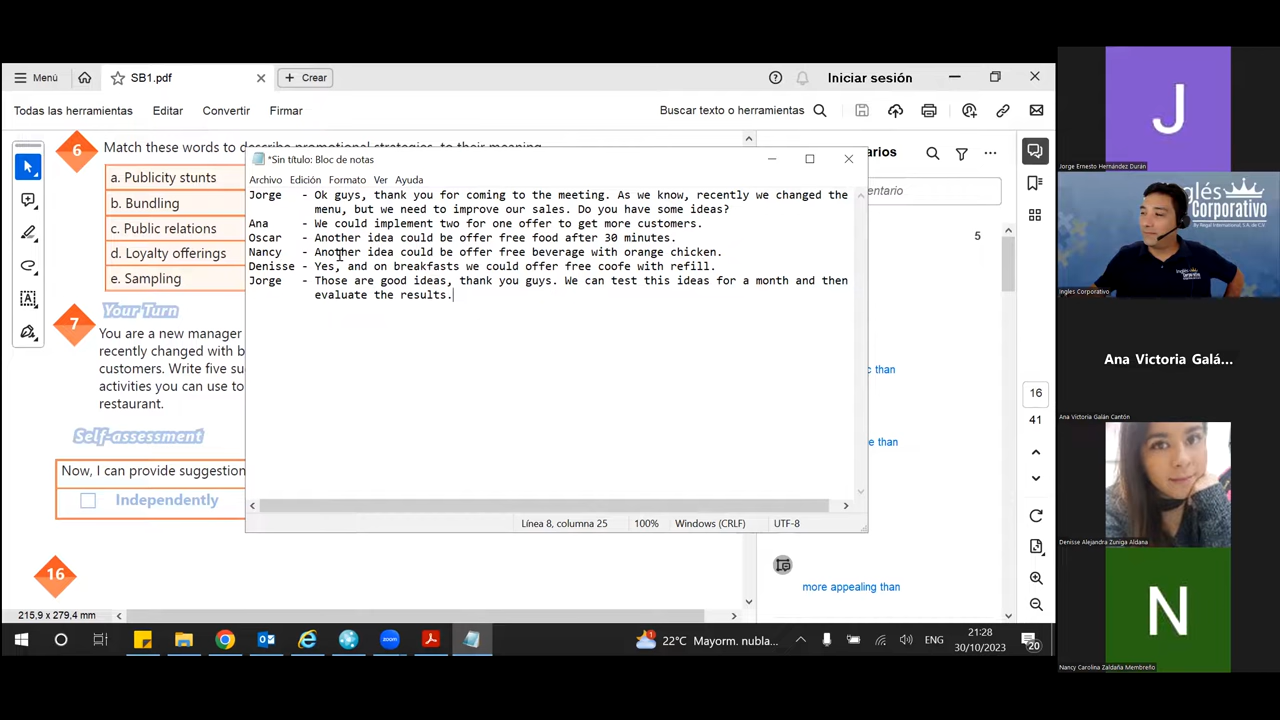 Menú
SB1.pdf
Crear
Iniciar sesión
Todas las herramientas
Editar
Convertir
Firmar
Buscar texto o herramientas
6 Match these words to describe promotional strategies, to their meaning
a. Publicity stunts
b. Bundling
c. Public relations
d. Loyalty offerings
e. Sampling
7 Your Turn
You are a new manager
recently changed with b
customers. Write five su
activities you can use to
restaurant.
Self-assessment
Now, I can provide suggestion
Independently
16
215,9 x 279,4 mm
*Sin título: Bloc de notas
Archivo Edición Formato Ver Ayuda
Jorge - Ok guys, thank you for coming to the meeting. As we know, recently we changed the
menu, but we need to improve our sales. Do you have some ideas?
Ana - We could implement two for one offer to get more customers.
Oscar - Another idea could be offer free food after 30 minutes.
Nancy - Another idea could be offer free beverage with orange chicken.
Denisse - Yes, and on breakfasts we could offer free coofe with refill.
Jorge - Those are good ideas, thank you guys. We can test this ideas for a month and then
evaluate the results.
Línea 8, columna 25 100% Windows (CRLF) UTF-8
arios
entario
5
c than
e than
more appealing than
16
41
zoom
22°C Mayorm. nubla...
ENG
21:28
30/10/2023
20
J
Jorge Ernesto Hernandez Durán
Inglés
Corporativo
By Regal International, S.A. de C.V.
Ingles Corporativo
Ana Victoria Galá...
Ana Victoria Galán Cantón
Denisse Alejandra Zuniga Aldana
N
Nancy Carolina Zaldaña Membreño